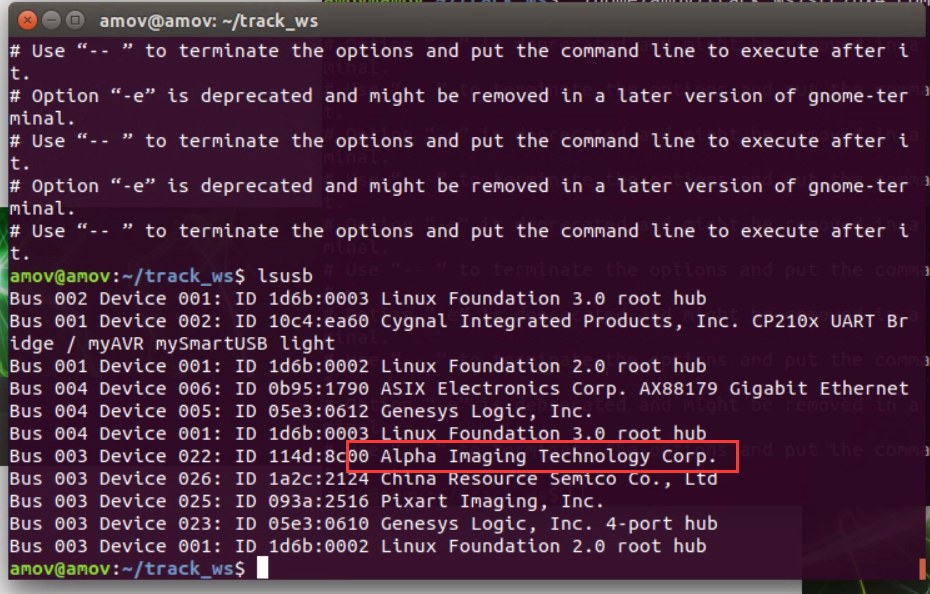 amov@amov: ~/track_ws
# Use “-- ” to terminate the options and put the command line to execute after i
t.
# Option “-e” is deprecated and might be removed in a later version of gnome-ter
minal.
# Use “-- ” to terminate the options and put the command line to execute after i
t.
# Option “-e” is deprecated and might be removed in a later version of gnome-ter
minal.
# Use “-- ” to terminate the options and put the command line to execute after i
t.
amov@amov:~/track_ws$ lsusb
Bus 002 Device 001: ID 1d6b:0003 Linux Foundation 3.0 root hub
Bus 001 Device 002: ID 10c4:ea60 Cygnal Integrated Products, Inc. CP210x UART Br
idge / myAVR mySmartUSB light
Bus 001 Device 001: ID 1d6b:0002 Linux Foundation 2.0 root hub
Bus 004 Device 006: ID 0b95:1790 ASIX Electronics Corp. AX88179 Gigabit Ethernet
Bus 004 Device 005: ID 05e3:0612 Genesys Logic, Inc.
Bus 004 Device 001: ID 1d6b:0003 Linux Foundation 3.0 root hub
Bus 003 Device 022: ID 114d:8c00 Alpha Imaging Technology Corp.
Bus 003 Device 026: ID 1a2c:2124 China Resource Semico Co., Ltd
Bus 003 Device 025: ID 093a:2516 Pixart Imaging, Inc.
Bus 003 Device 023: ID 05e3:0610 Genesys Logic, Inc. 4-port hub
Bus 003 Device 001: ID 1d6b:0002 Linux Foundation 2.0 root hub
amov@amov:~/track_ws$